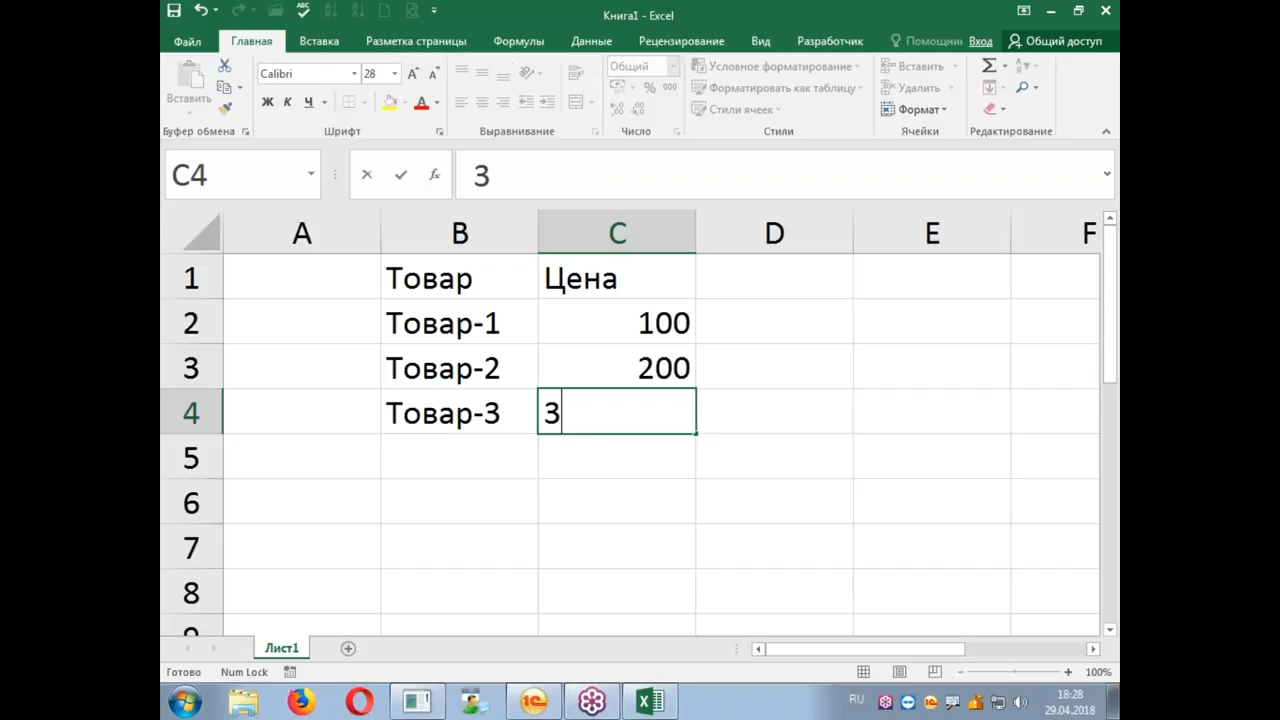 Книга1 - Excel
Файл Главная Вставка Разметка страницы Формулы Данные Рецензирование Вид Разработчик Помощни Вход Общий доступ
Вставить
Calibri 28
Ж К Ч
Общий
% 000
Условное форматирование
Форматировать как таблицу
Стили ячеек
Вставить
Удалить
Формат
Буфер обмена Шрифт Выравнивание Число Стили Ячейки Редактирование
C4 fx 3
A B C D E F
1 Товар Цена
2 Товар-1 100
3 Товар-2 200
4 Товар-3 3
5
6
7
8
9
Лист1
Готово Num Lock 100%
RU 18:28
29.04.2018